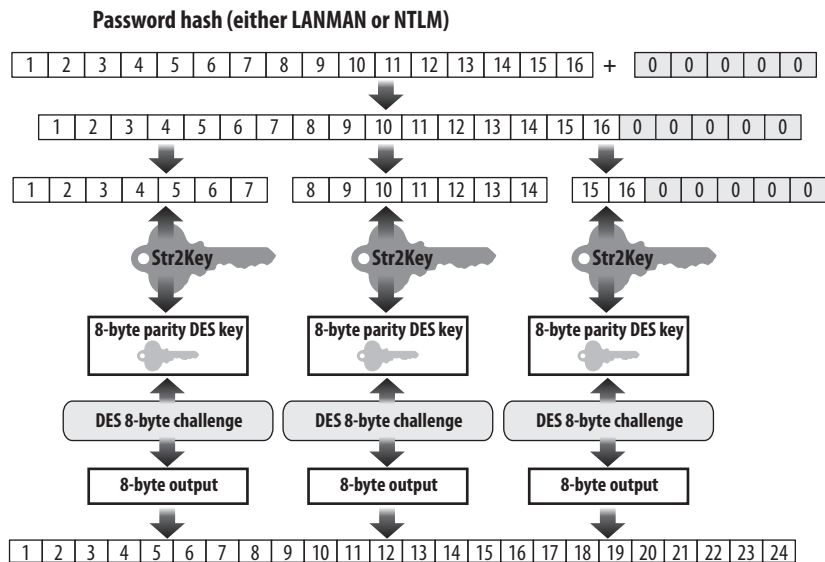 Password hash (either LANMAN or NTLM)
1 2 3 4 5 6 7 8 9 10 11 12 13 14 15 16 + 0 0 0 0 0
1 2 3 4 5 6 7 8 9 10 11 12 13 14 15 16 0 0 0 0 0
1 2 3 4 5 6 7 8 9 10 11 12 13 14 15 16 0 0 0 0 0
Str2Key Str2Key Str2Key
8-byte parity DES key 8-byte parity DES key 8-byte parity DES key
DES 8-byte challenge DES 8-byte challenge DES 8-byte challenge
8-byte output 8-byte output 8-byte output
1 2 3 4 5 6 7 8 9 10 11 12 13 14 15 16 17 18 19 20 21 22 23 24